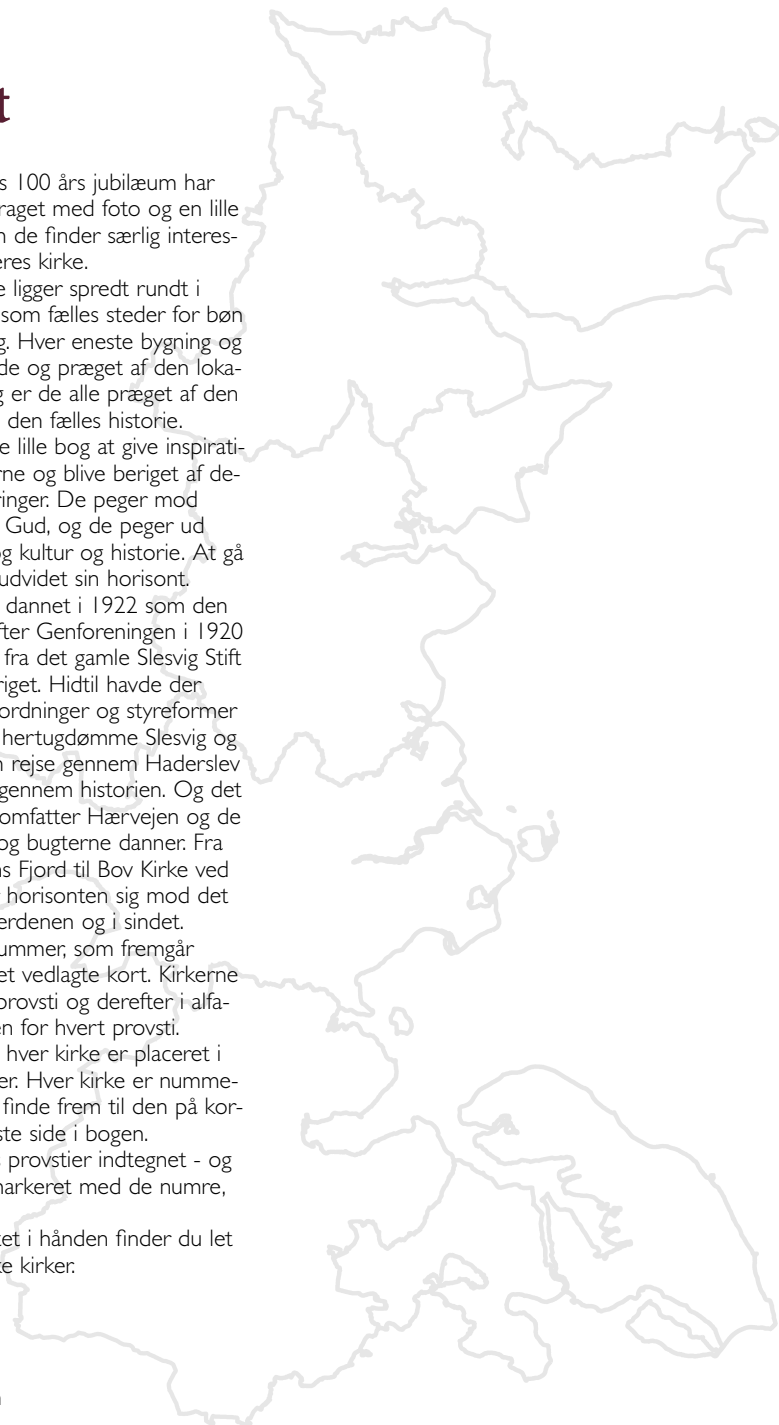 t
s 100 års jubilæum har
raget med foto og en lille
n de finder særlig interes-
eres kirke.
e ligger spredt rundt i
som fælles steder for bøn
g. Hver eneste bygning og
de og præget af den loka-
g er de alle præget af den
den fælles historie.
e lille bog at give inspirati-
rne og blive beriget af de-
ringer. De peger mod
Gud, og de peger ud
og kultur og historie. At gå
udvidet sin horisont.
dannet i 1922 som den
fter Genforeningen i 1920
fra det gamle Slesvig Stift
riget. Hidtil havde der
ordninger og styreformer
hertugdømme Slesvig og
n rejse gennem Haderslev
gennem historien. Og det
omfatter Hærvejen og de
og bugterne danner. Fra
ns Fjord til Bov Kirke ved
r horisonten sig mod det
erdenen og i sindet.
ummer, som fremgår
et vedlagte kort. Kirkerne
provsti og derefter i alfa-
en for hvert provsti.
hver kirke er placeret i
er. Hver kirke er numme-
finde frem til den på kor-
ste side i bogen.
s provstier indtegnet - og
markeret med de numre,
tet i hånden finder du let
ke kirker.